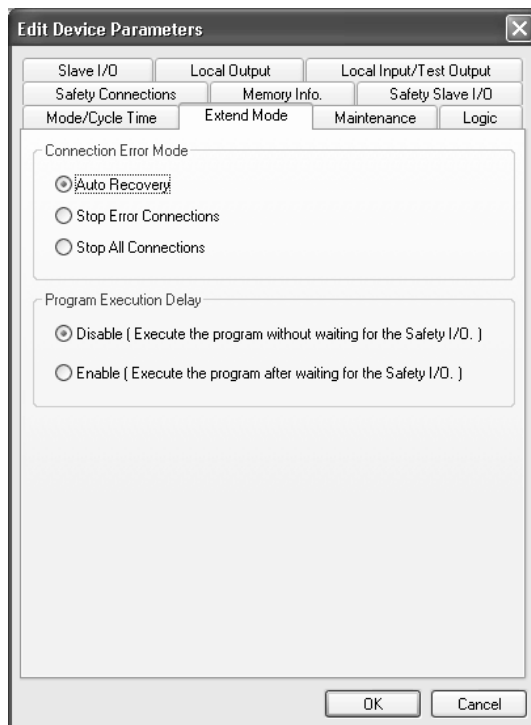 Edit Device Parameters
Slave I/O Local Output Local Input/Test Output
Safety Connections Memory Info. Safety Slave I/O
Mode/Cycle Time Extend Mode Maintenance Logic
Connection Error Mode
Auto Recovery
Stop Error Connections
Stop All Connections
Program Execution Delay
Disable ( Execute the program without waiting for the Safety I/O. )
Enable ( Execute the program after waiting for the Safety I/O. )
OK Cancel